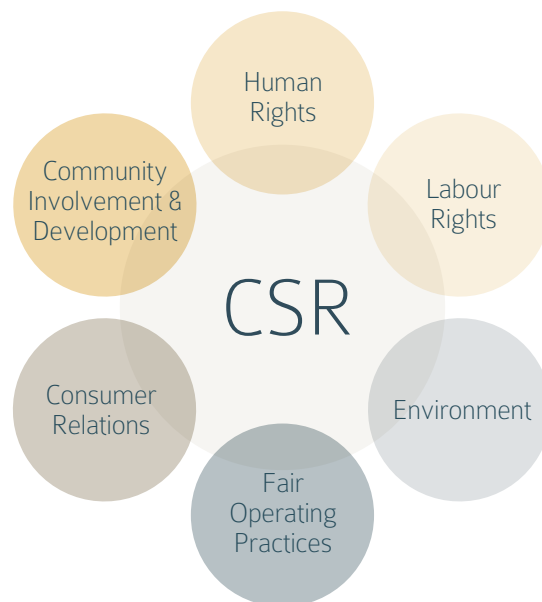 Human
Rights
Labour
Rights
Environment
Fair
Operating
Practices
Consumer
Relations
Community
Involvement &
Development
CSR